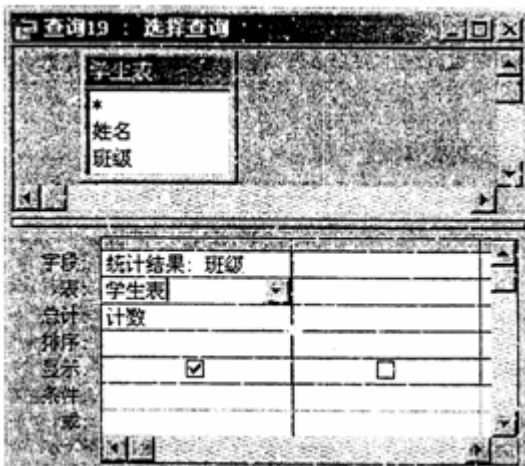 查询19 : 选择查询
学生表
*
姓名
班级
字段: 统计结果: 班级
表: 学生表
总计: 计数
排序:
显示:
条件:
或: